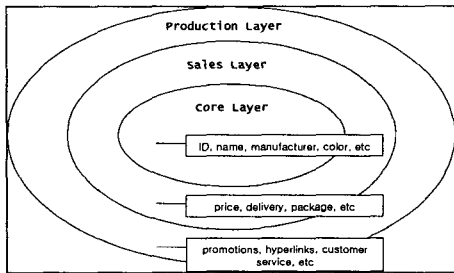 Production Layer
Sales Layer
Core Layer
ID, name, manufacturer, color, etc
price, delivery, package, etc
promotions, hyperlinks, customer
service, etc